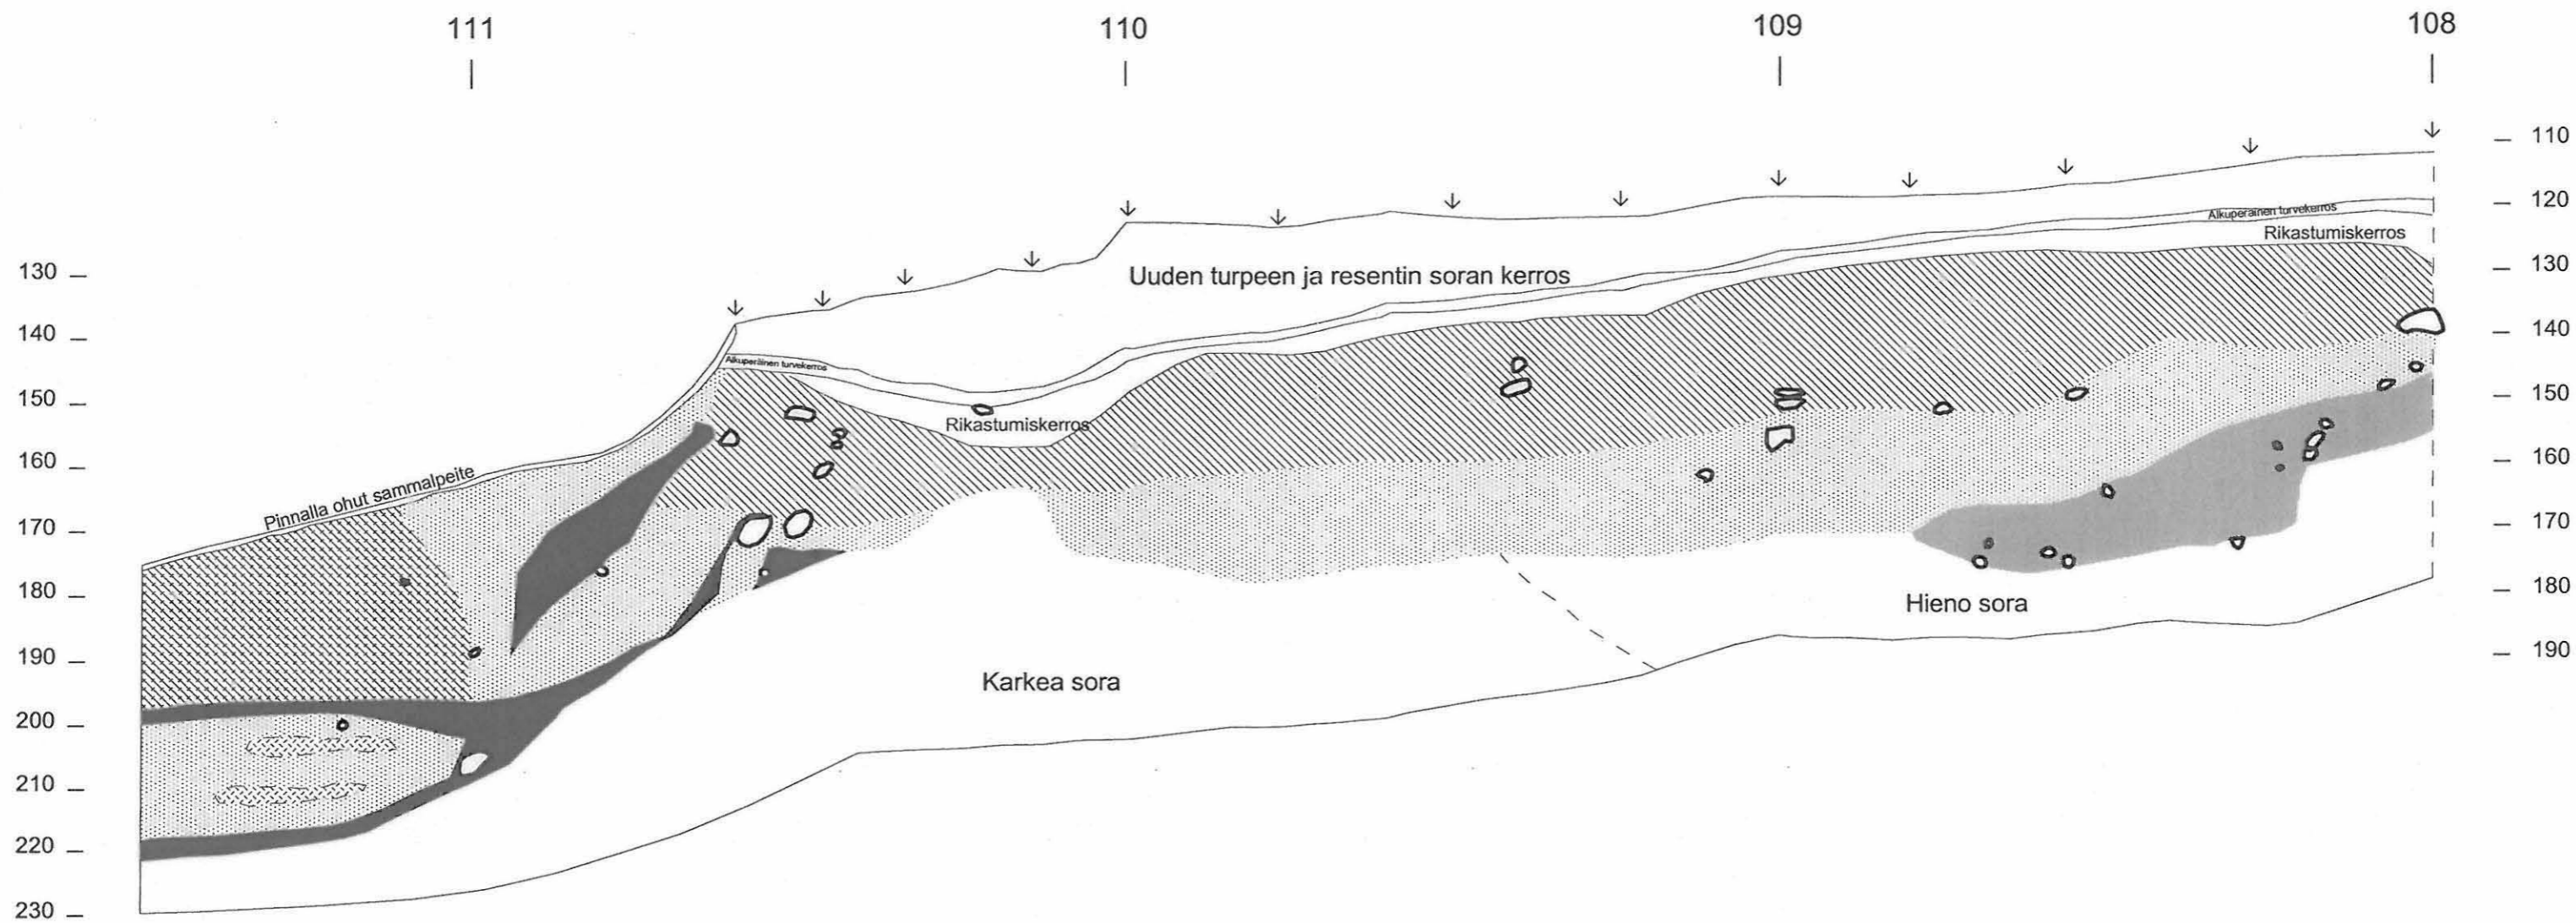 111 110 109 108
110
120
Alkuperäinen turvekerros
Rikastumiskerros
130 130
Uuden turpeen ja resentin soran kerros
140 140
Alkuperäinen turvekerros
150 150
Rikastumiskerros
160 160
Pinnalla ohut sammalpeite
170 170
180 180
Hieno sora
190 190
Karkea sora
200
210
220
230